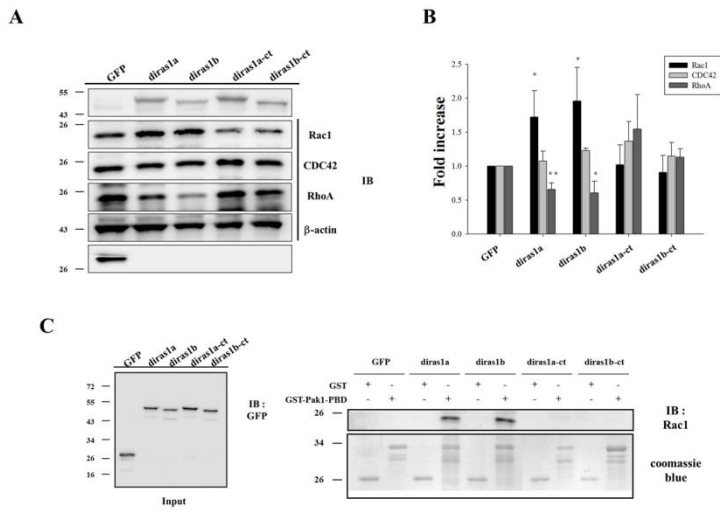 A
GFP diras1a diras1b diras1a-ct diras1b-ct
55
43
26
Rac1
26
CDC42
26
RhoA
IB
43
β-actin
26
B
Fold increase
2.5
2.0
1.5
1.0
0.5
0.0
Rac1
CDC42
RhoA
*
**
*
*
GFP diras1a diras1b diras1a-ct diras1b-ct
C
GFP diras1a diras1b diras1a-ct diras1b-ct
72
55
43
34
26
16
IB :
GFP
Input
GFP diras1a diras1b diras1a-ct diras1b-ct
GST + - + - + - + - + -
GST-Pak1-PBD - + - + - + - + - +
26
IB :
Rac1
34
26
coomassie
blue